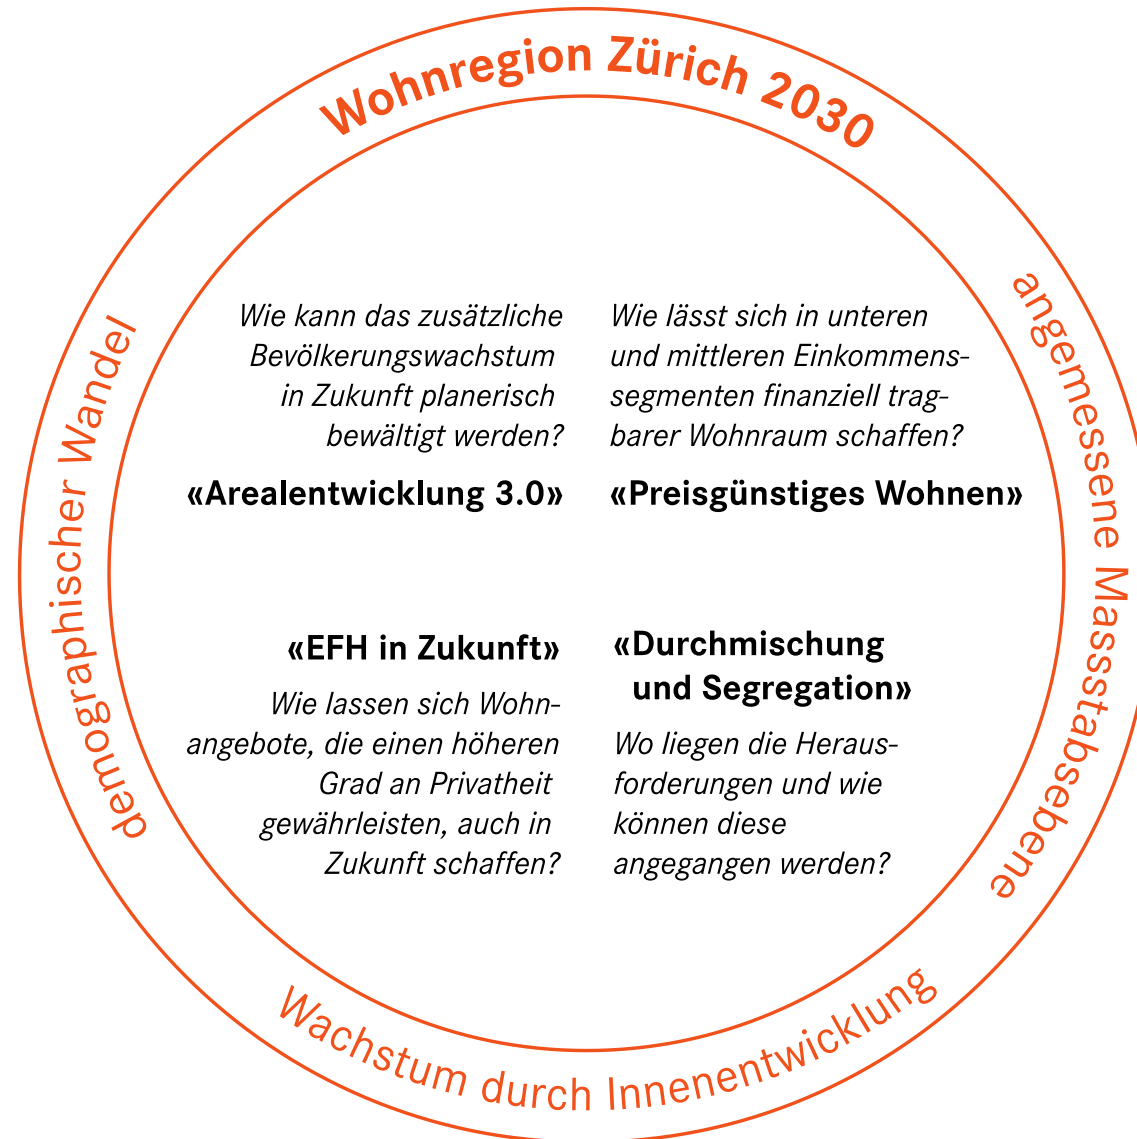 Wohnregion Zürich 2030
demographischer Wandel
angemessene Massstabsebene
Wachstum durch Innenentwicklung
Wie kann das zusätzliche
Bevölkerungswachstum
in Zukunft planerisch
bewältigt werden?
«Arealentwicklung 3.0»
Wie lässt sich in unteren
und mittleren Einkommens-
segmenten finanziell trag-
barer Wohnraum schaffen?
«Preisgünstiges Wohnen»
«EFH in Zukunft»
Wie lassen sich Wohn-
angebote, die einen höheren
Grad an Privatheit
gewährleisten, auch in
Zukunft schaffen?
«Durchmischung
und Segregation»
Wo liegen die Heraus-
forderungen und wie
können diese
angegangen werden?